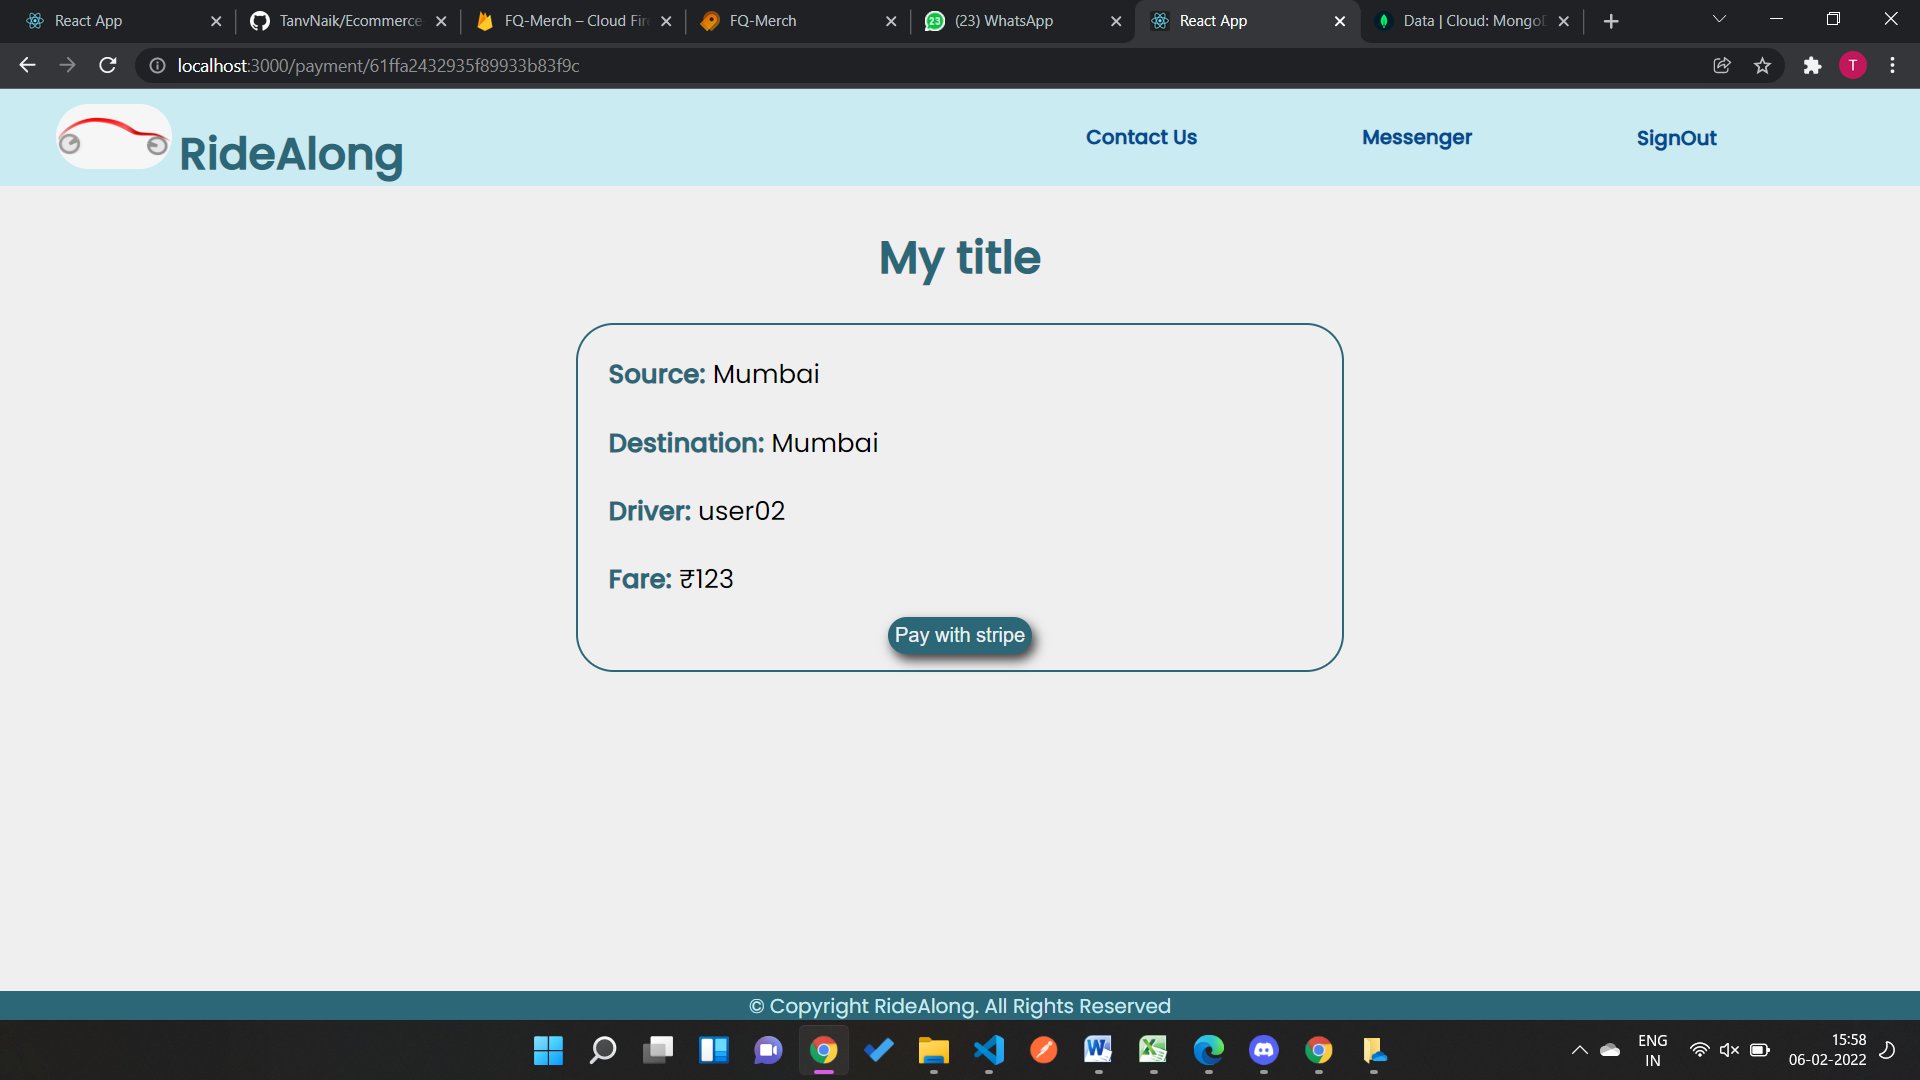 React App
TanvNaik/Ecommerce
FQ-Merch – Cloud Fir
FQ-Merch
(23) WhatsApp
React App
Data | Cloud: MongoD
localhost:3000/payment/61ffa2432935f89933b83f9c
T
RideAlong
Contact Us
Messenger
SignOut
My title
Source: Mumbai
Destination: Mumbai
Driver: user02
Fare: ₹123
Pay with stripe
© Copyright RideAlong. All Rights Reserved
ENG
IN
15:58
06-02-2022